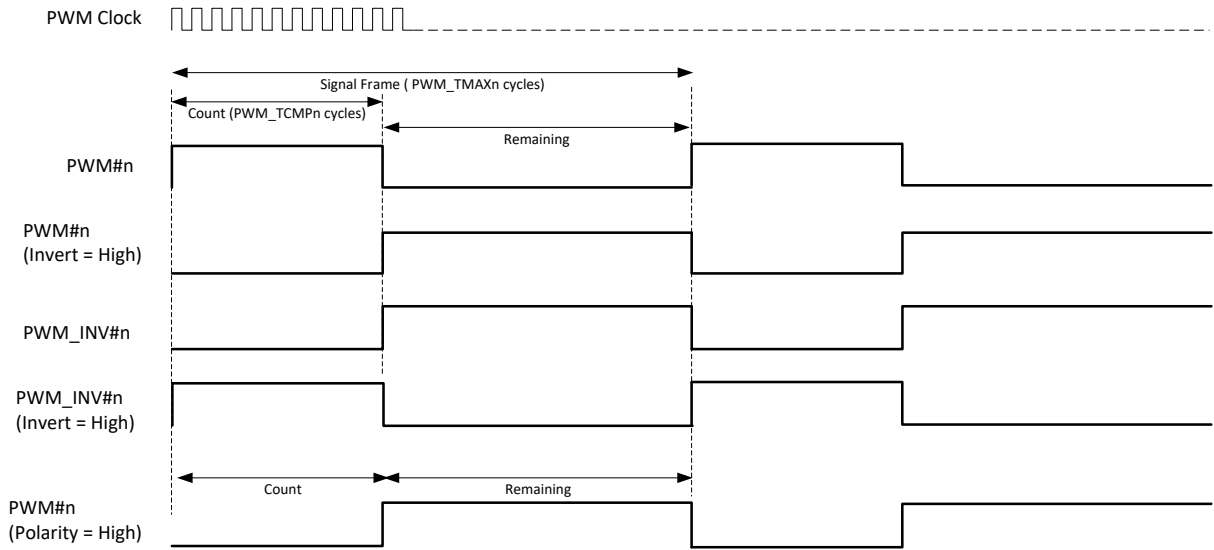 PWM Clock
Signal Frame ( PWM_TMAXn cycles)
Count (PWM_TCMPn cycles)
Remaining
PWM#n
PWM#n
(Invert = High)
PWM_INV#n
PWM_INV#n
(Invert = High)
Count
Remaining
PWM#n
(Polarity = High)